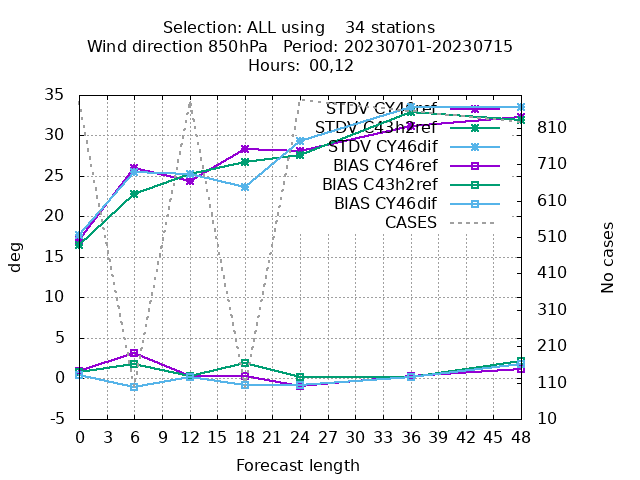 Selection: ALL using    34 stations
Wind direction 850hPa   Period: 20230701-20230715
Hours: 00,12
35
30
25
20
15
10
5
0
-5
deg
STDV CY46ref
STDV C43h2ref
STDV CY46dif
BIAS CY46ref
BIAS C43h2ref
BIAS CY46dif
CASES
810
710
610
510
410
310
210
110
10
No cases
0 3 6 9 12 15 18 21 24 27 30 33 36 39 42 45 48
Forecast length